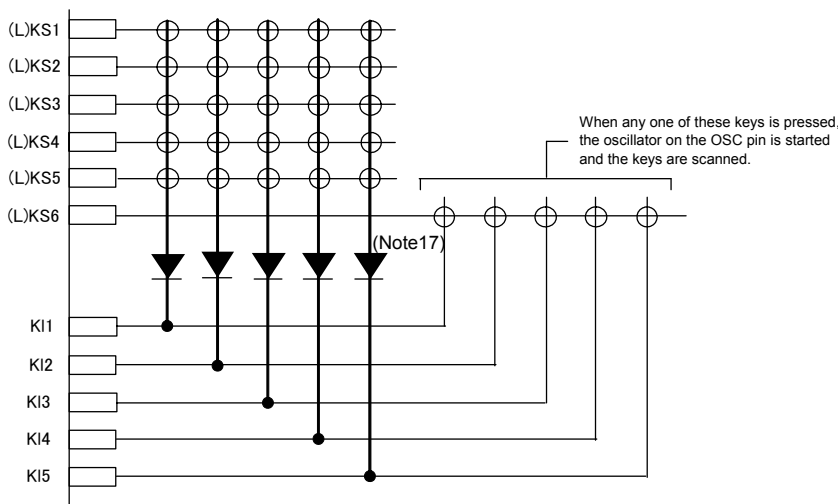 (L)KS1
(L)KS2
(L)KS3
(L)KS4
(L)KS5
(L)KS6
When any one of these keys is pressed,
the oscillator on the OSC pin is started
and the keys are scanned.
(Note17)
KI1
KI2
KI3
KI4
KI5